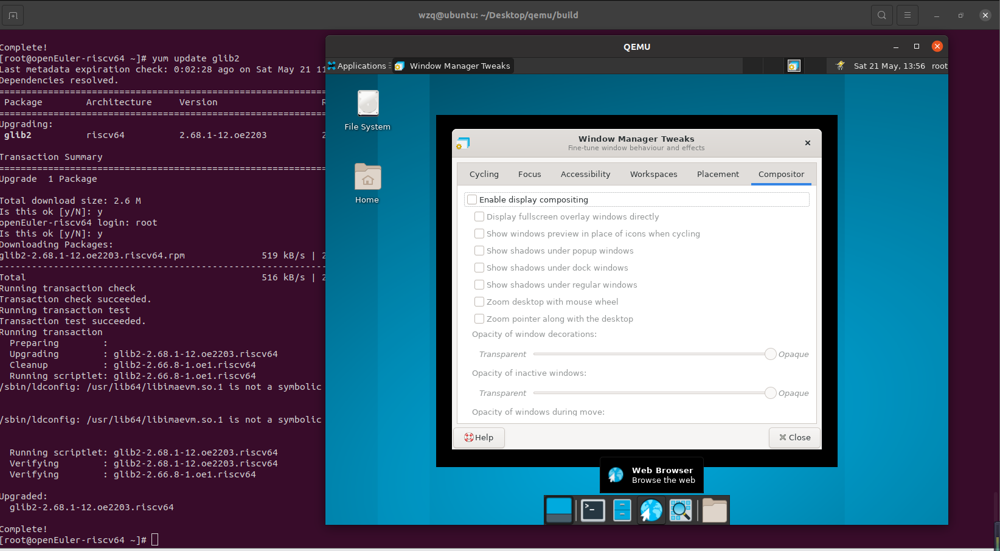 wzq@ubuntu: ~/Desktop/qemu/build
Complete!
[root@openEuler-riscv64 ~]# yum update glib2
Last metadata expiration check: 0:02:28 ago on Sat May 21 11
Dependencies resolved.
================================================================
Package Architecture Version R
================================================================
Upgrading:
glib2 riscv64 2.68.1-12.oe2203 2
Transaction Summary
================================================================
Upgrade 1 Package
Total download size: 2.6 M
Is this ok [y/N]: y
openEuler-riscv64 login: root
Is this ok [y/N]: y
Downloading Packages:
glib2-2.68.1-12.oe2203.riscv64.rpm 519 kB/s | 2
----------------------------------------------------------------
Total 516 kB/s | 2
Running transaction check
Transaction check succeeded.
Running transaction test
Transaction test succeeded.
Running transaction
Preparing :
Upgrading : glib2-2.68.1-12.oe2203.riscv64
Cleanup : glib2-2.66.8-1.oe1.riscv64
Running scriptlet: glib2-2.66.8-1.oe1.riscv64
/sbin/ldconfig: /usr/lib64/libimaevm.so.1 is not a symbolic
/sbin/ldconfig: /usr/lib64/libimaevm.so.1 is not a symbolic
Running scriptlet: glib2-2.68.1-12.oe2203.riscv64
Verifying : glib2-2.68.1-12.oe2203.riscv64
Verifying : glib2-2.66.8-1.oe1.riscv64
Upgraded:
glib2-2.68.1-12.oe2203.riscv64
Complete!
[root@openEuler-riscv64 ~]#
QEMU
Applications Window Manager Tweaks Sat 21 May, 13:56 root
File System
Home
Window Manager Tweaks
Fine-tune window behaviour and effects
Cycling Focus Accessibility Workspaces Placement Compositor
Enable display compositing
Display fullscreen overlay windows directly
Show windows preview in place of icons when cycling
Show shadows under popup windows
Show shadows under dock windows
Show shadows under regular windows
Zoom desktop with mouse wheel
Zoom pointer along with the desktop
Opacity of window decorations:
Transparent Opaque
Opacity of inactive windows:
Transparent Opaque
Opacity of windows during move:
Help Close
Web Browser
Browse the web